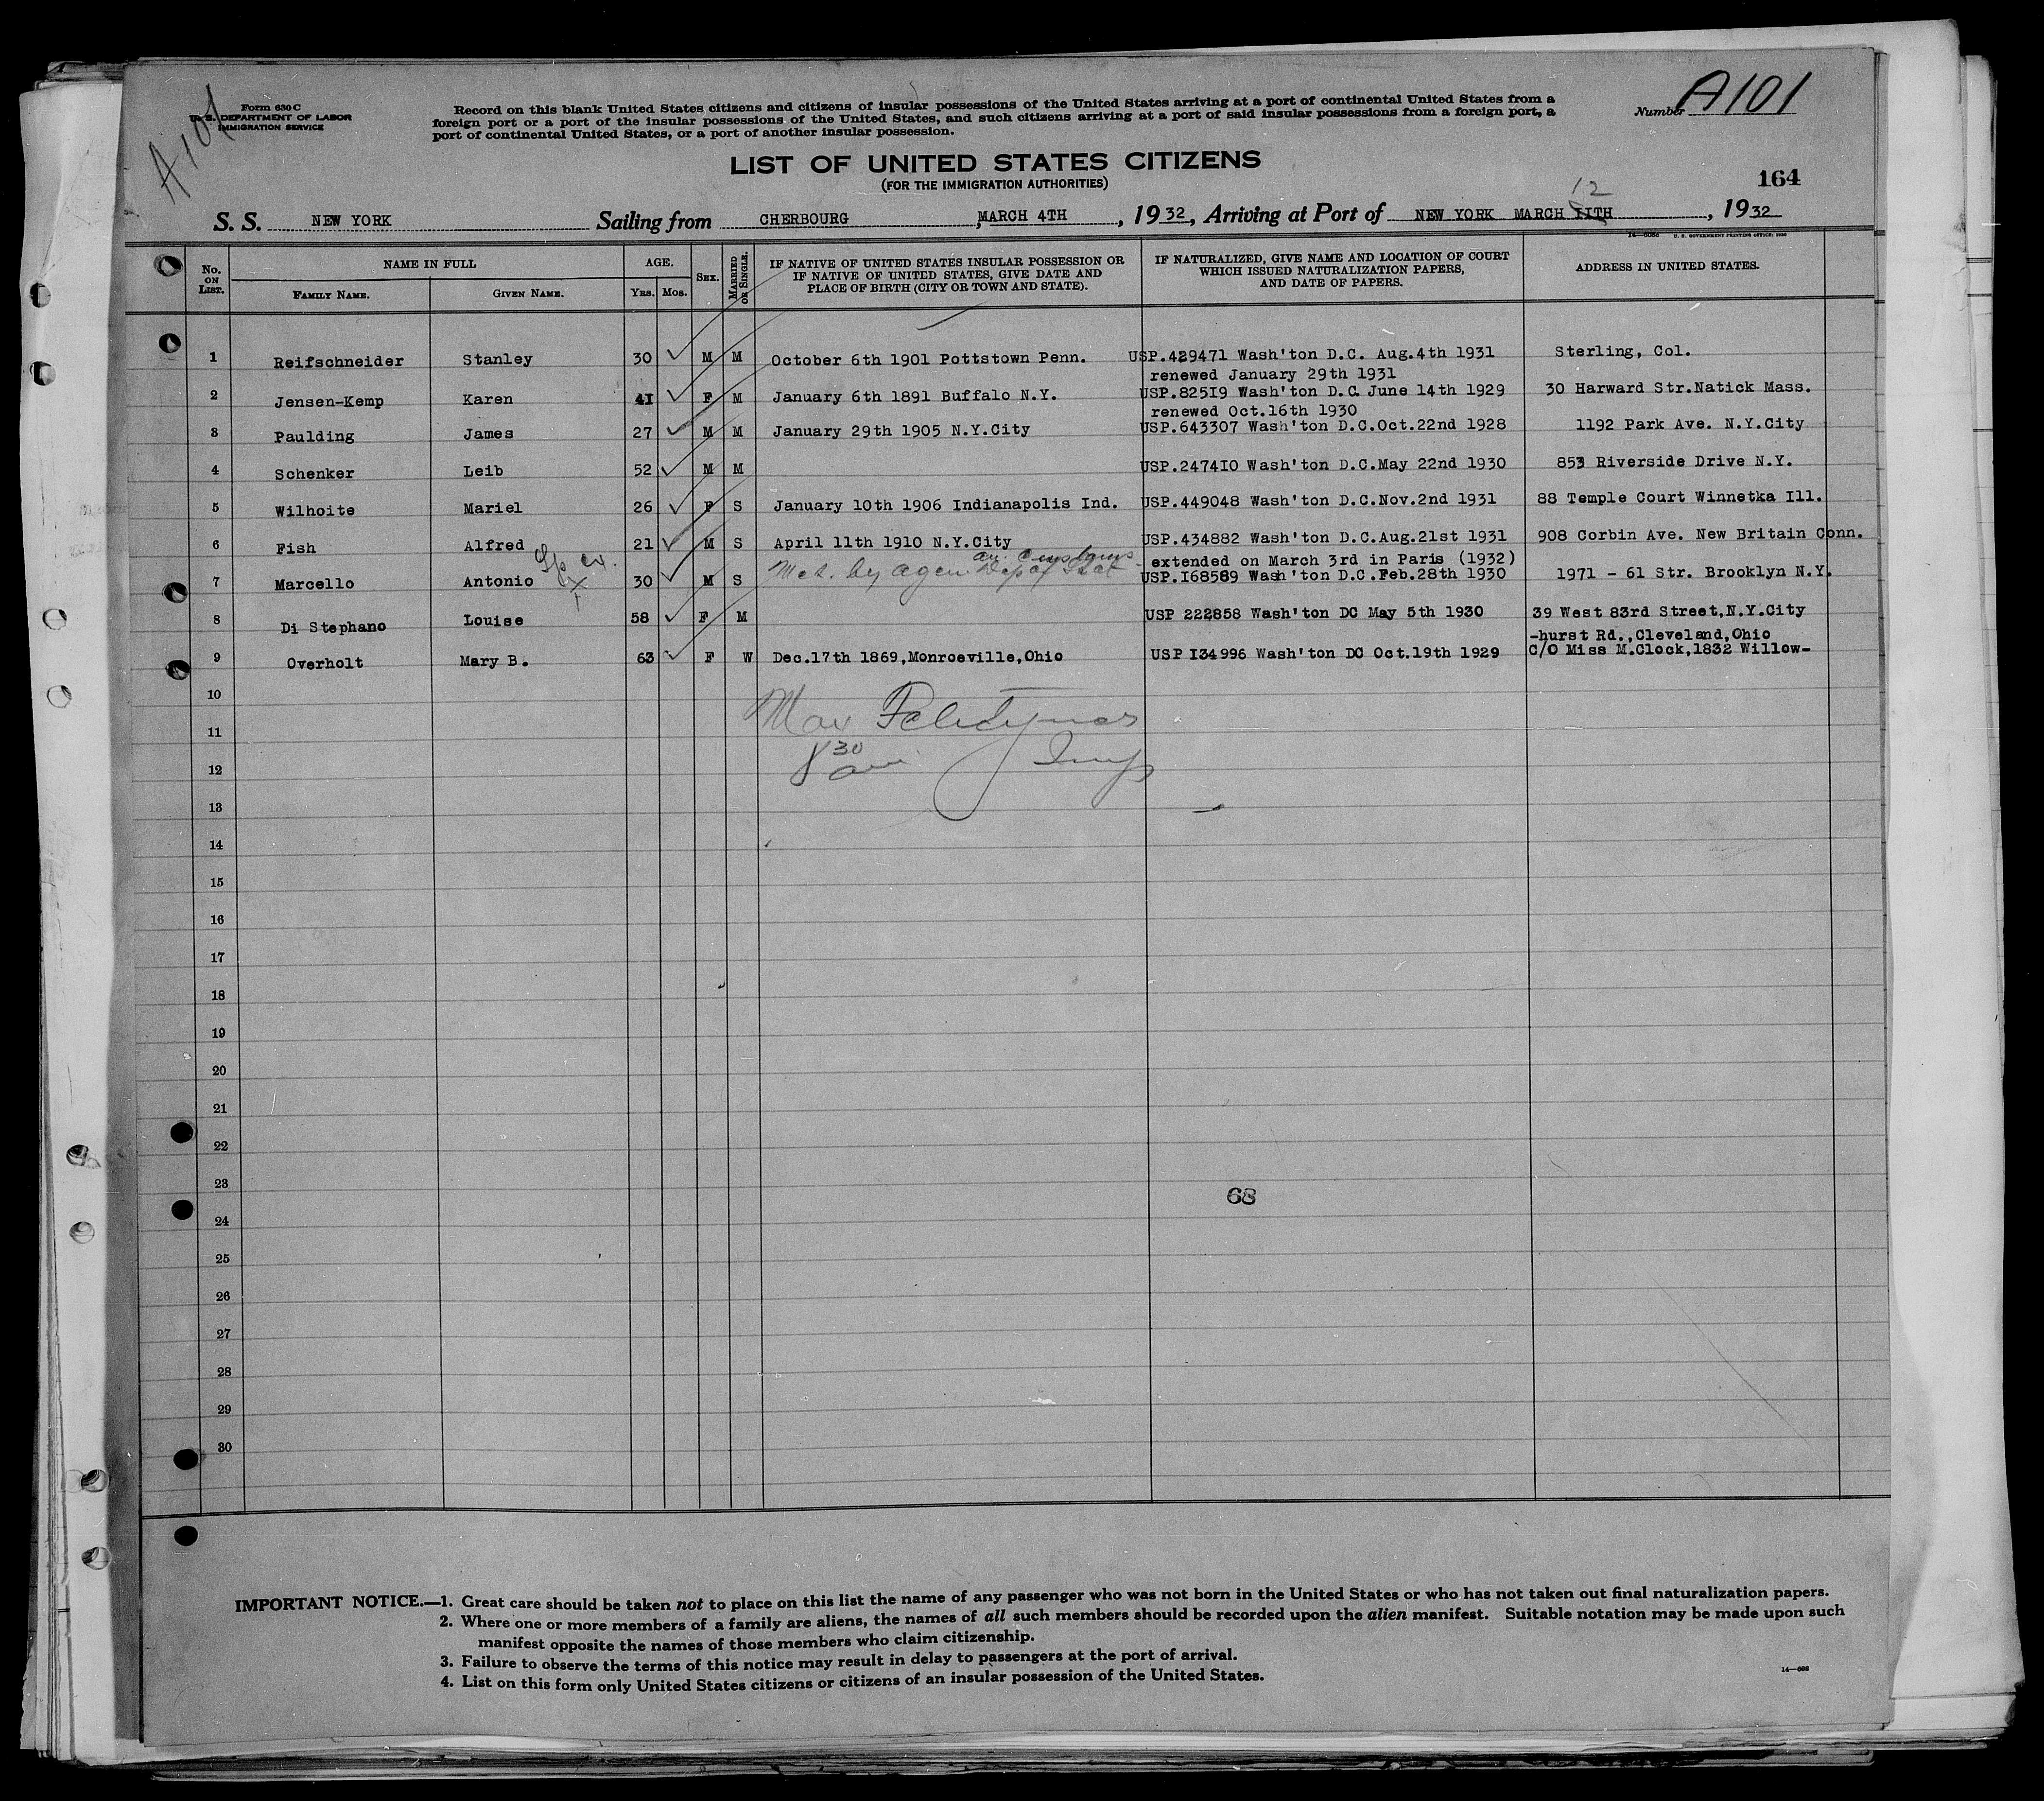 A101
Form 630 C
U. S. DEPARTMENT OF LABOR
IMMIGRATION SERVICE
Record on this blank United States citizens and citizens of insular possessions of the United States arriving at a port of continental United States from a
foreign port or a port of the insular possessions of the United States, and such citizens arriving at a port of said insular possessions from a foreign port, a
port of continental United States, or a port of another insular possession.
Number A101
LIST OF UNITED STATES CITIZENS
(FOR THE IMMIGRATION AUTHORITIES)
164
12
S. S. NEW YORK Sailing from CHERBOURG, MARCH 4TH, 1932, Arriving at Port of NEW YORK MARCH IITH, 1932
U. S. GOVERNMENT PRINTING OFFICE: 1930
No. ON LIST. NAME IN FULL FAMILY NAME. GIVEN NAME. AGE. YRS. MOS. SEX. MARRIED OR SINGLE. IF NATIVE OF UNITED STATES INSULAR POSSESSION OR IF NATIVE OF UNITED STATES, GIVE DATE AND PLACE OF BIRTH (CITY OR TOWN AND STATE). IF NATURALIZED, GIVE NAME AND LOCATION OF COURT WHICH ISSUED NATURALIZATION PAPERS, AND DATE OF PAPERS. ADDRESS IN UNITED STATES.
1 Reifschneider Stanley 30 M M October 6th 1901 Pottstown Penn. USP.429471 Wash'ton D.C. Aug.4th 1931 Sterling, Col.
renewed January 29th 1931
2 Jensen-Kemp Karen 4I F M January 6th 1891 Buffalo N.Y. USP.825I9 Wash'ton D.C. June 14th 1929 30 Harward Str.Natick Mass.
renewed Oct.16th 1930
3 Paulding James 27 M M January 29th 1905 N.Y.City USP.643307 Wash'ton D.C.Oct.22nd 1928 1192 Park Ave. N.Y.City
4 Schenker Leib 52 M M USP.2474I0 Wash'ton D.C.May 22nd 1930 853 Riverside Drive N.Y.
5 Wilhoite Mariel 26 F S January 10th 1906 Indianapolis Ind. USP.449048 Wash'ton D.C.Nov.2nd 1931 88 Temple Court Winnetka Ill.
6 Fish Alfred 21 M S April 11th 1910 N.Y.City USP.434882 Wash'ton D.C.Aug.21st 1931 908 Corbin Ave. New Britain Conn.
extended on March 3rd in Paris (1932)
Met. by agen
7 Marcello Antonio 30 M S USP.I68589 Wash'ton D.C.Feb.28th 1930 1971 - 61 Str. Brooklyn N.Y.
8 Di Stephano Louise 58 F M USP 222858 Wash'ton DC May 5th 1930 39 West 83rd Street,N.Y.City
-hurst Rd.,Cleveland,Ohio
9 Overholt Mary B. 63 F W Dec.17th 1869,Monroeville,Ohio USP I34996 Wash'ton DC Oct.19th 1929 C/O Miss M.Clock,1832 Willow-
10
Max
11
8 30 am Insp
12
13
14
15
16
17
18
19
20
21
22
23
68
24
25
26
27
28
29
30
IMPORTANT NOTICE.—1. Great care should be taken not to place on this list the name of any passenger who was not born in the United States or who has not taken out final naturalization papers.
2. Where one or more members of a family are aliens, the names of all such members should be recorded upon the alien manifest. Suitable notation may be made upon such
manifest opposite the names of those members who claim citizenship.
3. Failure to observe the terms of this notice may result in delay to passengers at the port of arrival.
4. List on this form only United States citizens or citizens of an insular possession of the United States.